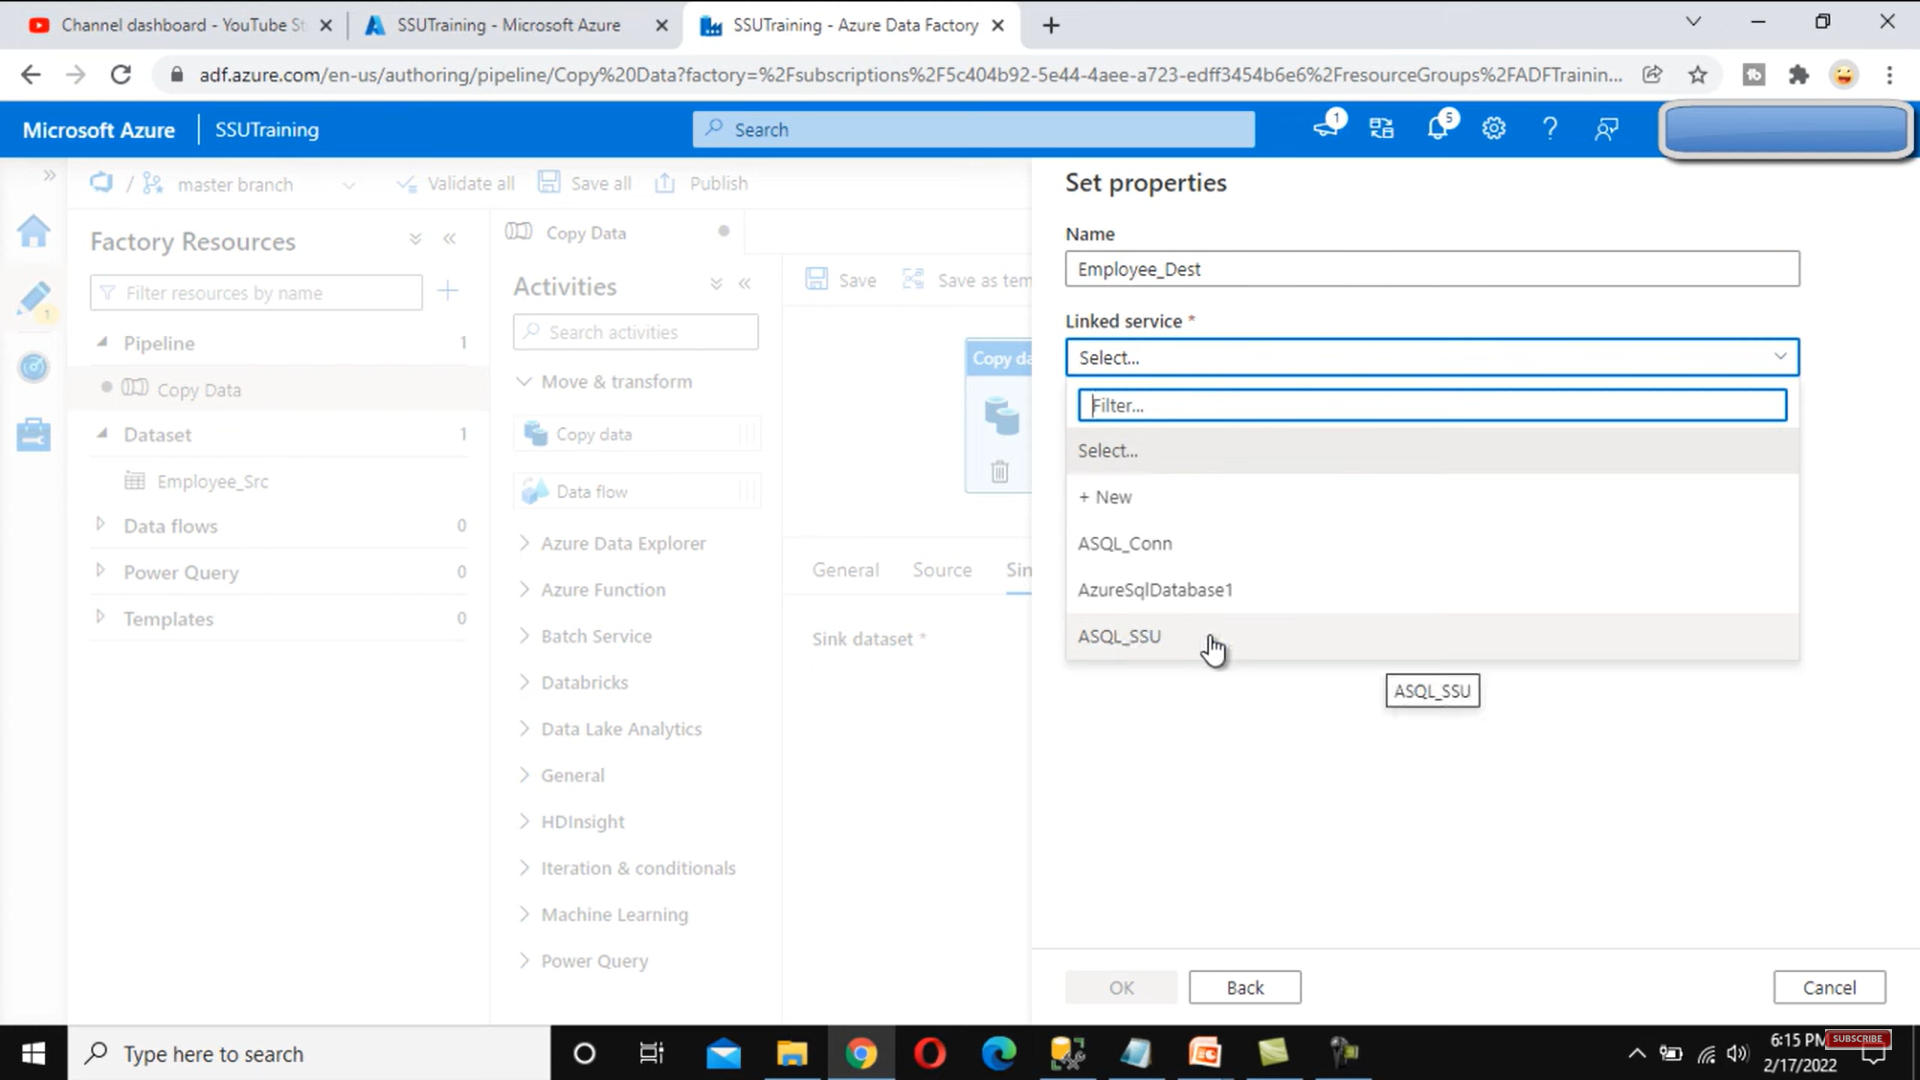 Channel dashboard - YouTube St
SSUTraining - Microsoft Azure
SSUTraining - Azure Data Factory
adf.azure.com/en-us/authoring/pipeline/Copy%20Data?factory=%2Fsubscriptions%2F5c404b92-5e44-4aee-a723-edff3454b6e6%2FresourceGroups%2FADFTrainin...
Microsoft Azure
SSUTraining
Search
1
5
master branch
Validate all
Save all
Publish
Factory Resources
Filter resources by name
Pipeline 1
Copy Data
Dataset 1
Employee_Src
Data flows 0
Power Query 0
Templates 0
1
Copy Data
Activities
Search activities
Move & transform
Copy data
Data flow
Azure Data Explorer
Azure Function
Batch Service
Databricks
Data Lake Analytics
General
HDInsight
Iteration & conditionals
Machine Learning
Power Query
Save
Save as tem
Copy da
General
Source
Sin
Sink dataset *
Set properties
Name
Employee_Dest
Linked service *
Select...
Filter...
Select...
+ New
ASQL_Conn
AzureSqlDatabase1
ASQL_SSU
ASQL_SSU
OK
Back
Cancel
Type here to search
6:15 PM
2/17/2022
SUBSCRIBE